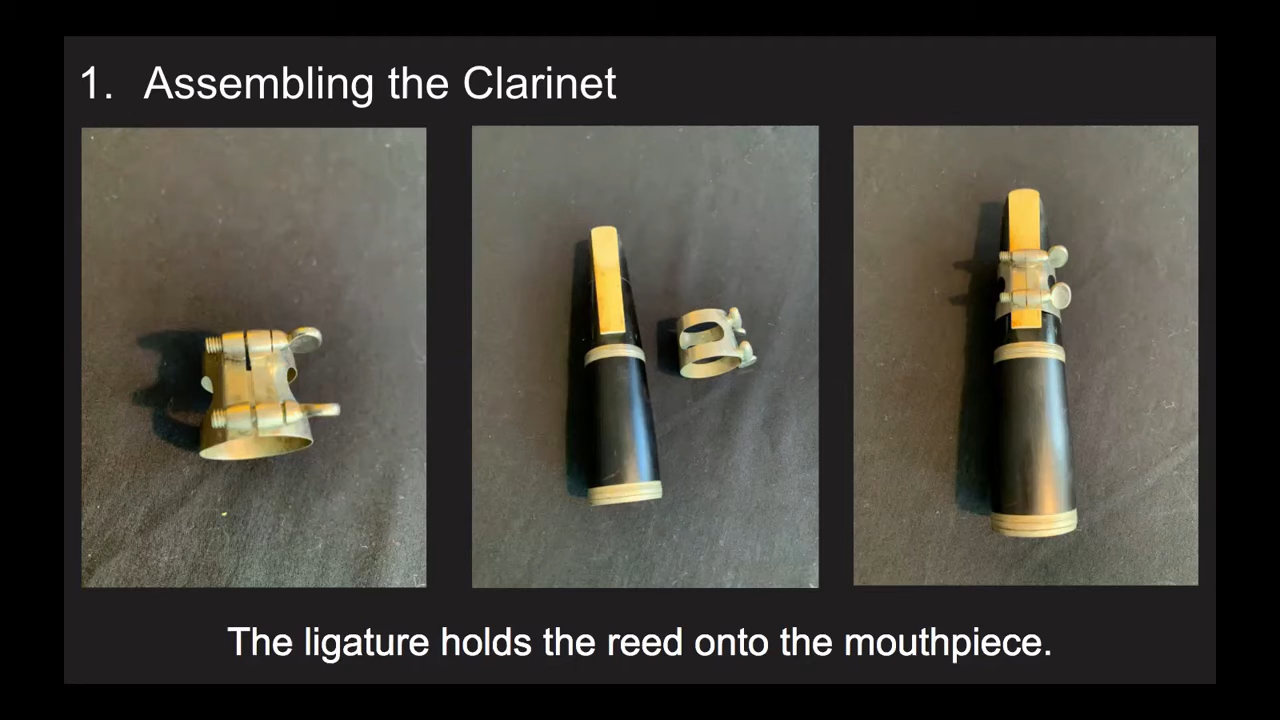 1. Assembling the Clarinet
The ligature holds the reed onto the mouthpiece.